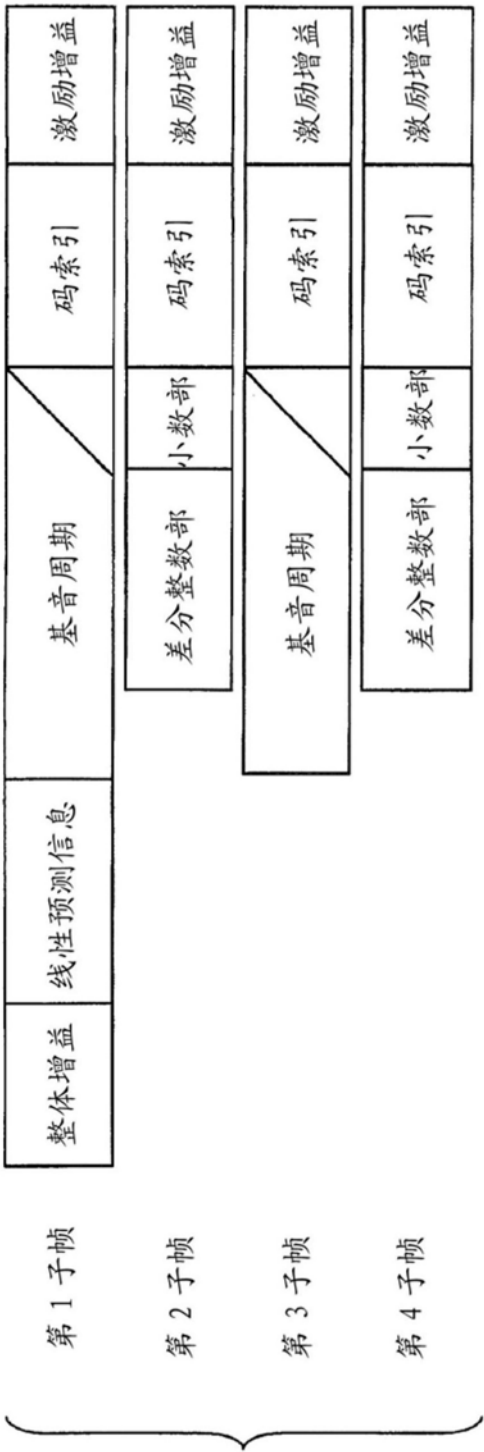 第 1 子帧
整体增益
线性预测信息
基音周期
码索引
激励增益
第 2 子帧
差分整数部
小数部
码索引
激励增益
第 3 子帧
基音周期
码索引
激励增益
第 4 子帧
差分整数部
小数部
码索引
激励增益